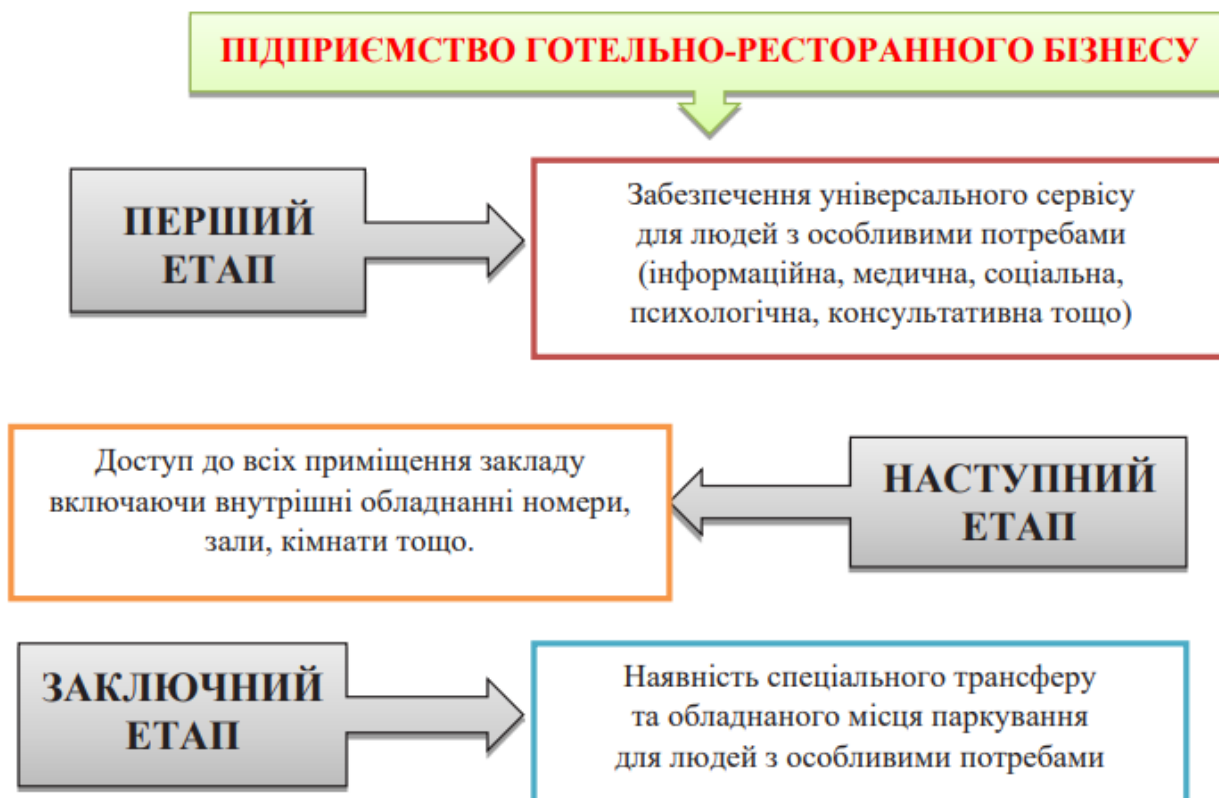 ПІДПРИЄМСТВО ГОТЕЛЬНО-РЕСТОРАННОГО БІЗНЕСУ
ПЕРШИЙ
ЕТАП
Забезпечення універсального сервісу
для людей з особливими потребами
(інформаційна, медична, соціальна,
психологічна, консультативна тощо)
Доступ до всіх приміщення закладу
включаючи внутрішні обладнанні номери,
зали, кімнати тощо.
НАСТУПНИЙ
ЕТАП
ЗАКЛЮЧНИЙ
ЕТАП
Наявність спеціального трансферу
та обладнаного місця паркування
для людей з особливими потребами